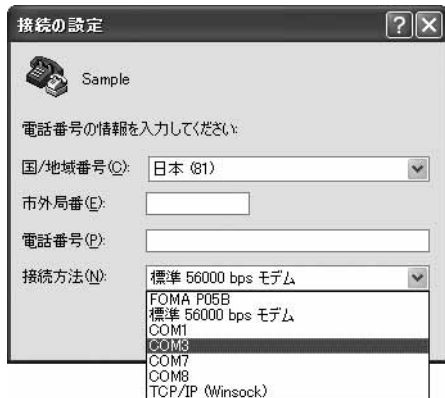 接続の設定
Sample
電話番号の情報を入力してください:
国/地域番号(C): 日本 (81)
市外局番(E):
電話番号(P):
接続方法(N): 標準 56000 bps モデム
FOMA P05B
標準 56000 bps モデム
COM1
COM3
COM7
COM8
TCP/IP (Winsock)